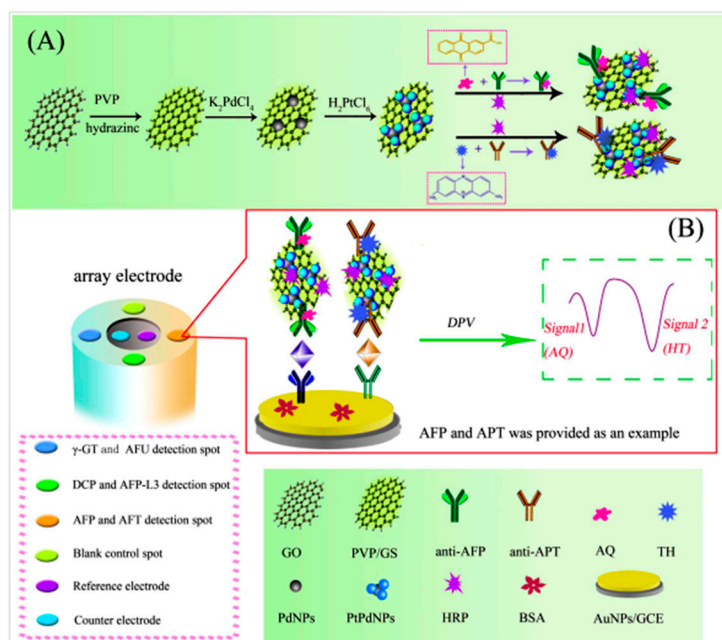 (A)
PVP
hydrazinc
K2PdCl4
H2PtCl6
(B)
array electrode
DPV
Signal1
(AQ)
Signal 2
(HT)
AFP and APT was provided as an example
γ-GT and AFU detection spot
DCP and AFP-L3 detection spot
AFP and AFT detection spot
Blank control spot
Reference electrode
Counter electrode
GO PVP/GS anti-AFP anti-APT AQ TH
PdNPs PtPdNPs HRP BSA AuNPs/GCE